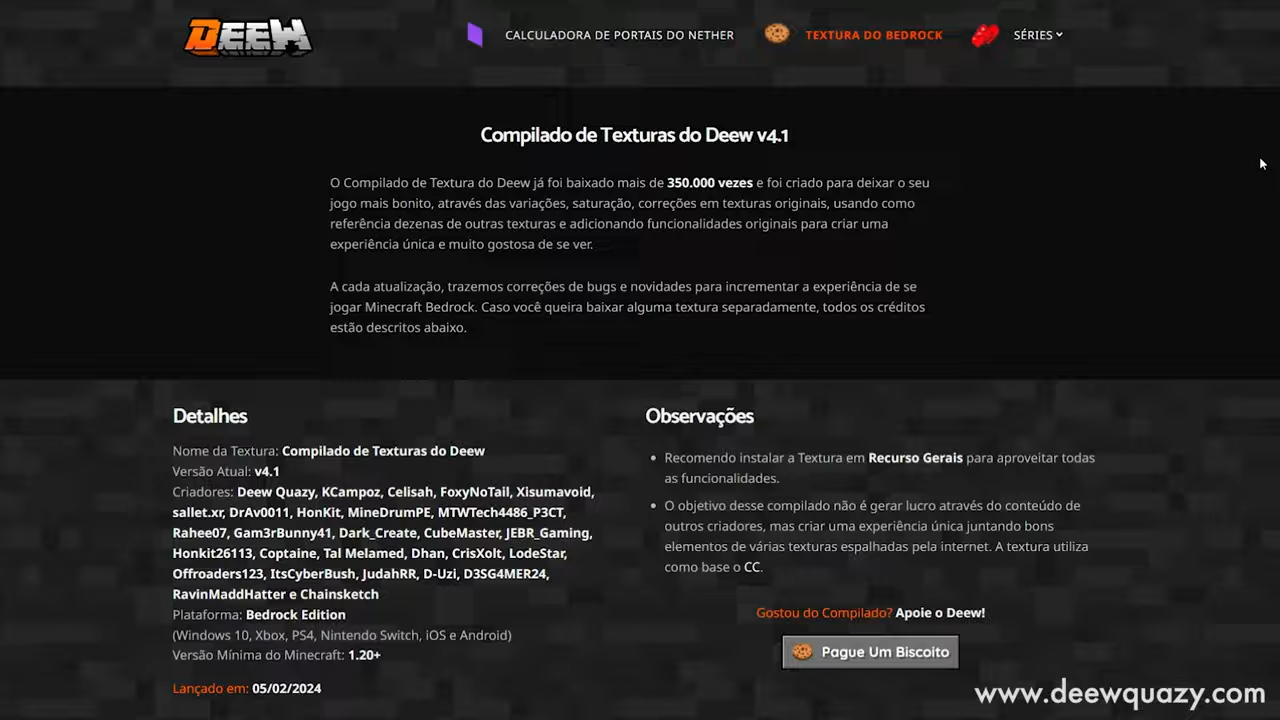 DEEW
CALCULADORA DE PORTAIS DO NETHER
TEXTURA DO BEDROCK
SÉRIES
Compilado de Texturas do Deew v4.1
O Compilado de Textura do Deew já foi baixado mais de 350.000 vezes e foi criado para deixar o seu
jogo mais bonito, através das variações, saturação, correções em texturas originais, usando como
referência dezenas de outras texturas e adicionando funcionalidades originais para criar uma
experiência única e muito gostosa de se ver.
A cada atualização, trazemos correções de bugs e novidades para incrementar a experiência de se
jogar Minecraft Bedrock. Caso você queira baixar alguma textura separadamente, todos os créditos
estão descritos abaixo.
Detalhes
Nome da Textura: Compilado de Texturas do Deew
Versão Atual: v4.1
Criadores: Deew Quazy, KCampoz, Celisah, FoxyNoTail, Xisumavoid,
sallet.xr, DrAv0011, HonKit, MineDrumPE, MTWTech4486_P3CT,
Rahee07, Gam3rBunny41, Dark_Create, CubeMaster, JEBR_Gaming,
Honkit26113, Coptaine, Tal Melamed, Dhan, CrisXolt, LodeStar,
Offroaders123, ItsCyberBush, JudahRR, D-Uzi, D3SG4MER24,
RavinMaddHatter e Chainsketch
Plataforma: Bedrock Edition
(Windows 10, Xbox, PS4, Nintendo Switch, iOS e Android)
Versão Mínima do Minecraft: 1.20+
Lançado em: 05/02/2024
Observações
• Recomendo instalar a Textura em Recurso Gerais para aproveitar todas
as funcionalidades.
• O objetivo desse compilado não é gerar lucro através do conteúdo de
outros criadores, mas criar uma experiência única juntando bons
elementos de várias texturas espalhadas pela internet. A textura utiliza
como base o CC.
Gostou do Compilado? Apoie o Deew!
Pague Um Biscoito
www.deewquazy.com